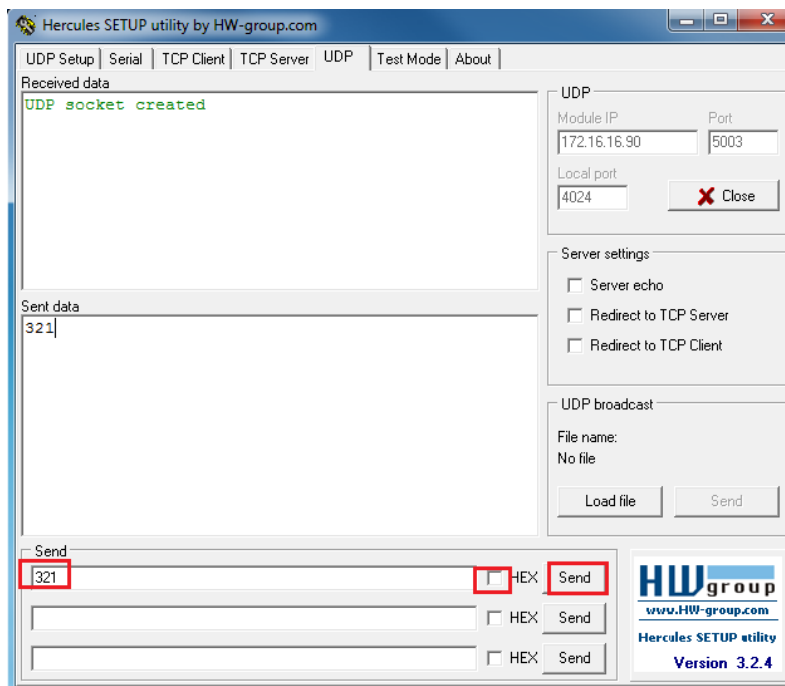 Hercules SETUP utility by HW-group.com
UDP Setup Serial TCP Client TCP Server UDP Test Mode About
Received data
UDP socket created
UDP
Module IP Port
172.16.16.90 5003
Local port
4024 Close
Server settings
Server echo
Redirect to TCP Server
Redirect to TCP Client
Sent data
321
UDP broadcast
File name:
No file
Load file Send
Send
321 HEX Send
HEX Send
HEX Send
HW group
www.HW-group.com
Hercules SETUP utility
Version 3.2.4